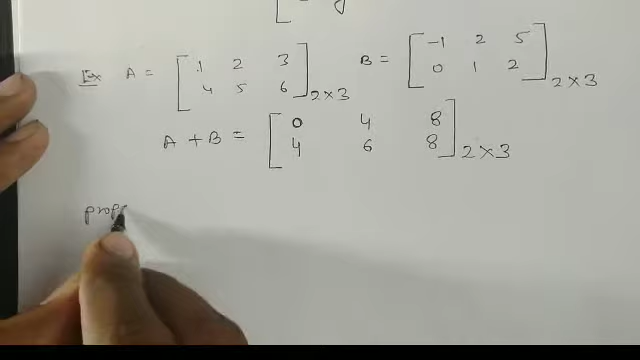 Ex A = [ 1 2 3 B = [ -1 2 5
4 5 6 ] 2×3 0 1 2 ] 2×3
A + B = [ 0 4 8
4 6 8 ] 2×3
prop